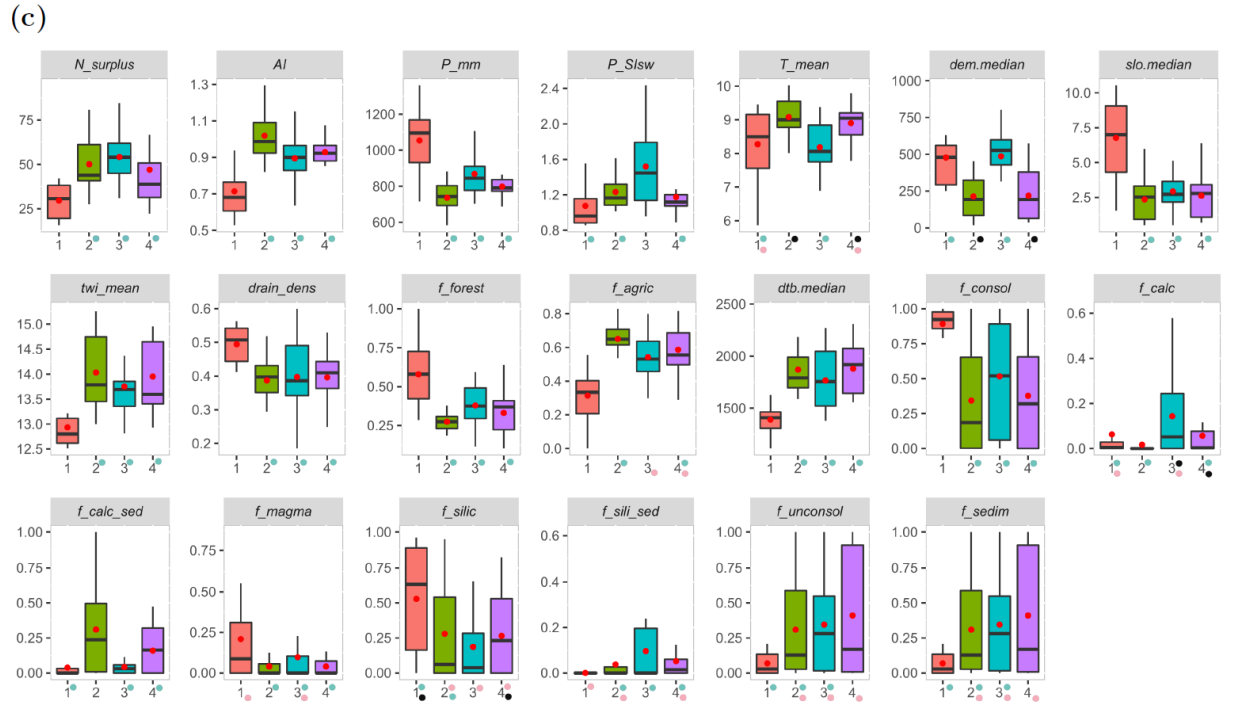 (c)
N_surplus AI P_mm P_SIsw T_mean dem.median slo.median
75 50 25
1.3 1.1 0.9 0.7 0.5
1200 1000 800 600
2.4 2.0 1.6 1.2
10 9 8 7 6
1000 750 500 250 0
10.0 7.5 5.0 2.5
1 2 3 4 1 2 3 4 1 2 3 4 1 2 3 4 1 2 3 4 1 2 3 4 1 2 3 4
twi_mean drain_dens f_forest f_agric dtb.median f_consol f_calc
15.0 14.5 14.0 13.5 13.0 12.5
0.6 0.5 0.4 0.3 0.2
1.00 0.75 0.50 0.25
0.8 0.6 0.4 0.2 0.0
2500 2000 1500
1.00 0.75 0.50 0.25 0.00
0.6 0.4 0.2 0.0
1 2 3 4 1 2 3 4 1 2 3 4 1 2 3 4 1 2 3 4 1 2 3 4 1 2 3 4
f_calc_sed f_magma f_silic f_sili_sed f_unconsol f_sedim
1.00 0.75 0.50 0.25 0.00
0.75 0.50 0.25 0.00
1.00 0.75 0.50 0.25 0.00
0.6 0.4 0.2 0.0
1.00 0.75 0.50 0.25 0.00
1.00 0.75 0.50 0.25 0.00
1 2 3 4 1 2 3 4 1 2 3 4 1 2 3 4 1 2 3 4 1 2 3 4